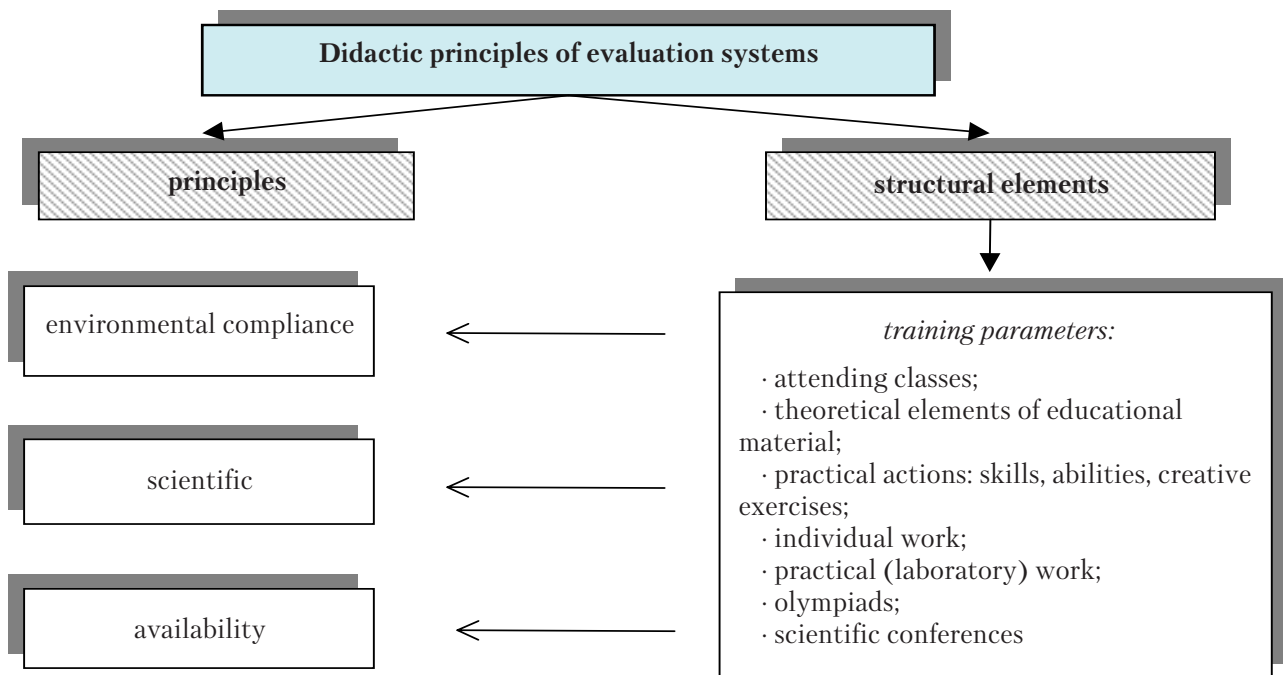 Didactic principles of evaluation systems
principles
structural elements
environmental compliance
scientific
availability
training parameters:
· attending classes;
· theoretical elements of educational
material;
· practical actions: skills, abilities, creative
exercises;
· individual work;
· practical (laboratory) work;
· olympiads;
· scientific conferences